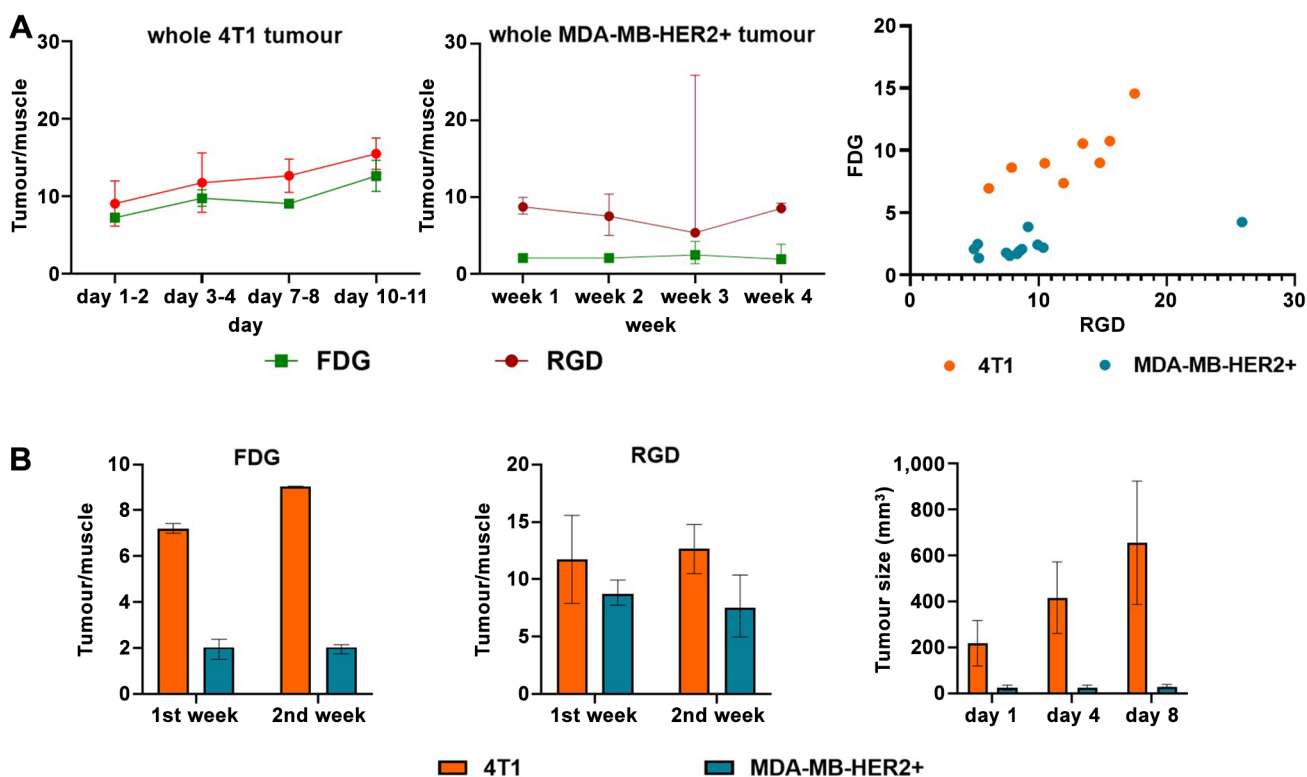 A
whole 4T1 tumour
Tumour/muscle
30
20
10
0
day 1-2 day 3-4 day 7-8 day 10-11
day
whole MDA-MB-HER2+ tumour
Tumour/muscle
30
20
10
0
week 1 week 2 week 3 week 4
week
FDG
RGD
FDG
20
15
10
5
0
0 10 20 30
RGD
4T1
MDA-MB-HER2+
B
FDG
Tumour/muscle
10
8
6
4
2
0
1st week 2nd week
RGD
Tumour/muscle
20
15
10
5
0
1st week 2nd week
Tumour size (mm³)
1,000
800
600
400
200
0
day 1 day 4 day 8
4T1
MDA-MB-HER2+